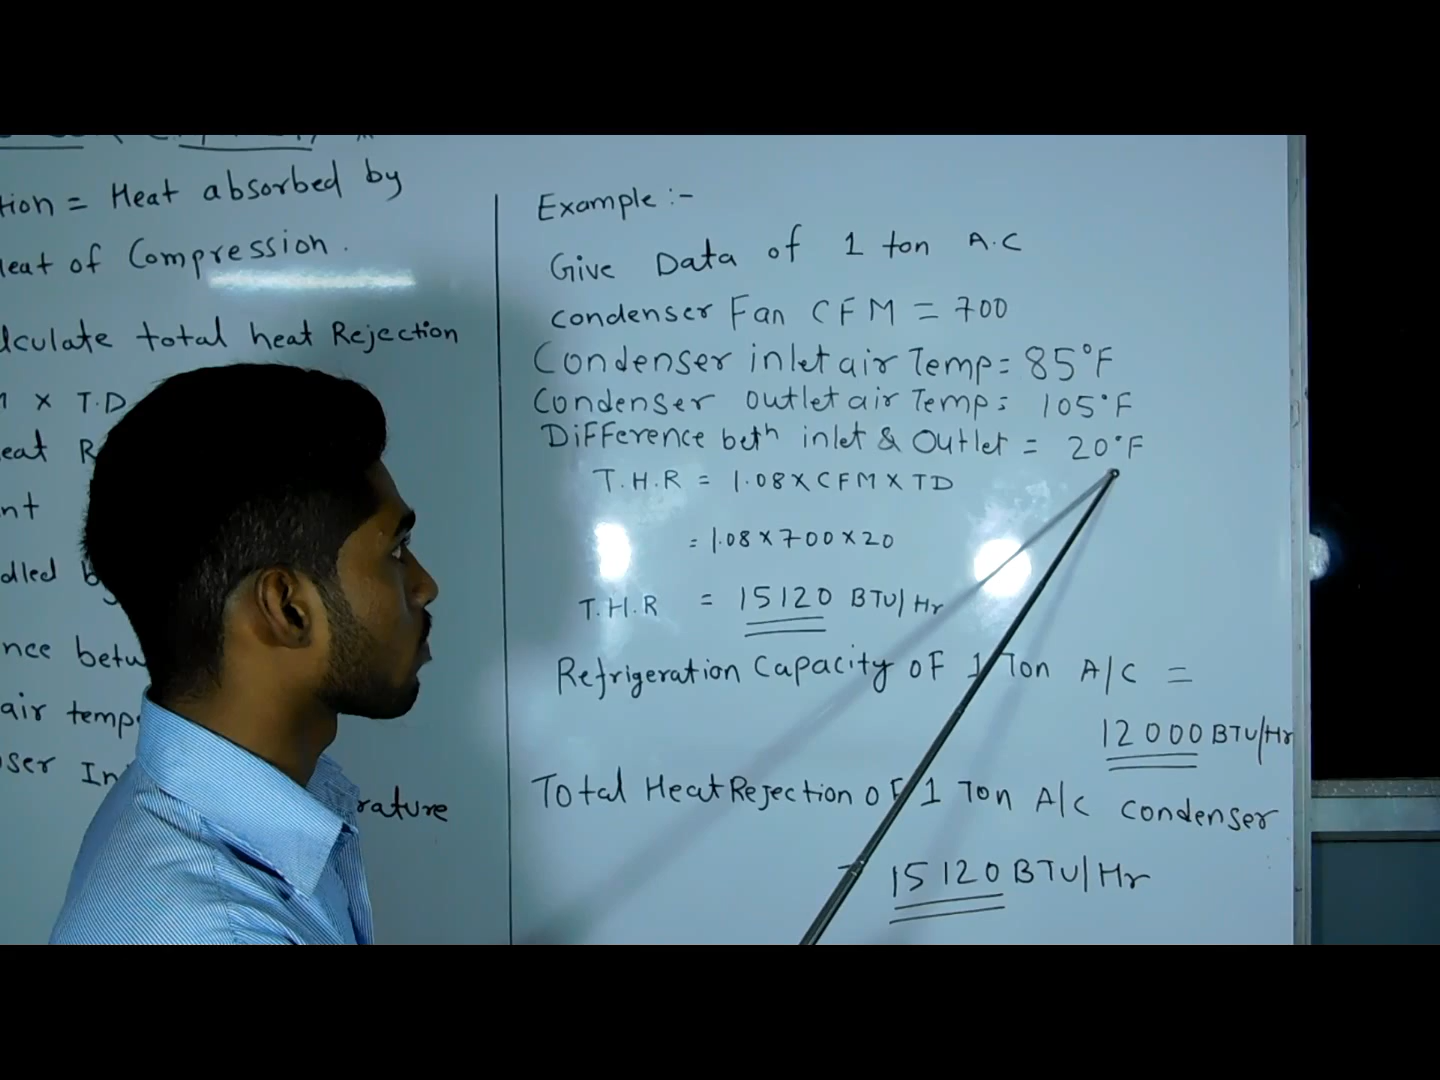 tion = Heat absorbed by
Heat of Compression.
lculate total heat Rejection
x T.D
eat R
nt
dled b
nce betw
air temp
ser In
rature
Example :-
Give Data of 1 ton A.C
condenser Fan CFM = 700
Condenser inlet air Temp= 85°F
Condenser outlet air Temp= 105°F
Difference beth inlet & Outlet = 20°F
T.H.R = 1.08 X CFM X TD
= 1.08 x 700 x 20
T.H.R = 15120 BTU/Hr
Refrigeration Capacity of 1 Ton A/C =
12000 BTU/Hr
Total Heat Rejection of 1 Ton A/C condenser
= 15120 BTU/Hr